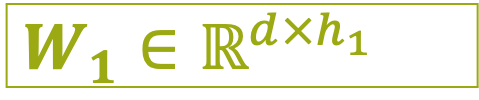 W₁ ∈ ℝ^{d×h₁}